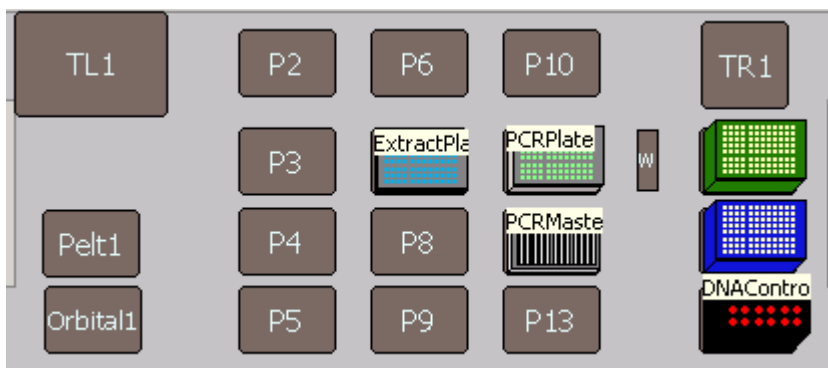 TL1 P2 P6 P10 TR1
P3 ExtractPla PCRPlate W
Pelt1 P4 P8 PCRMaste
Orbital1 P5 P9 P13 DNAContro